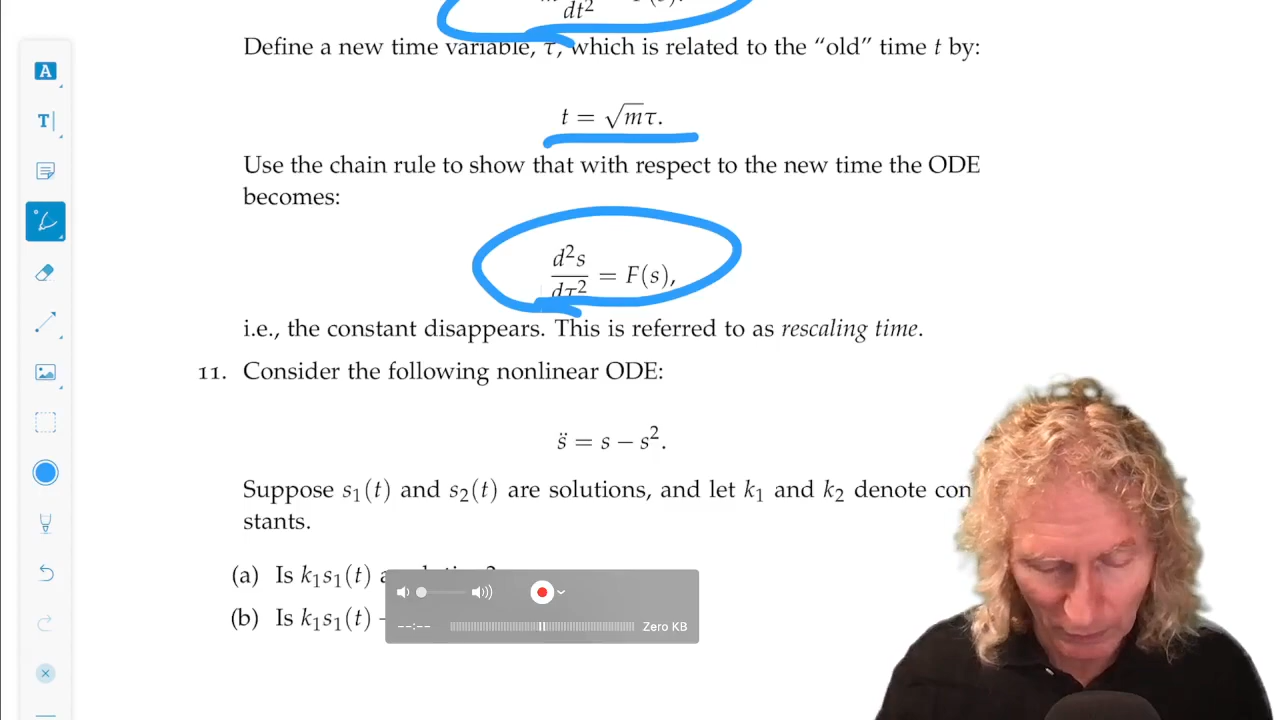 dt²
Define a new time variable, τ, which is related to the “old” time t by:
t = √mτ.
Use the chain rule to show that with respect to the new time the ODE
becomes:
d²s
dτ² = F(s),
i.e., the constant disappears. This is referred to as rescaling time.
11. Consider the following nonlinear ODE:
s̈ = s − s².
Suppose s₁(t) and s₂(t) are solutions, and let k₁ and k₂ denote con
stants.
(a) Is k₁s₁(t)
(b) Is k₁s₁(t)
--:-- Zero KB
A
T